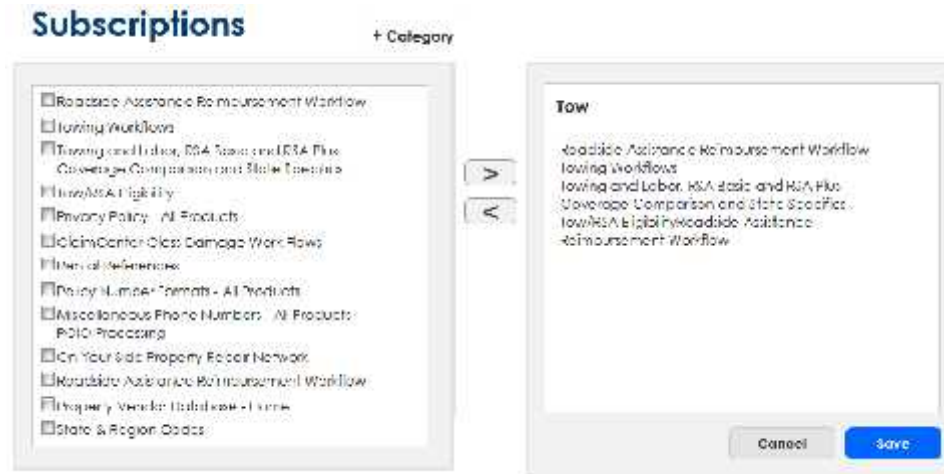 Subscriptions
+ Category
Roadside Assistance Reimbursement Workflow
Towing Workflows
Towing and Labor, RSA Basic and RSA Plus
Coverage Comparison and State Specifics
Tow/RSA Eligibility
Privacy Policy - All Products
ClaimCenter Glass Damage Work Flows
References
Policy Number Formats - All Products
Miscellaneous Phone Numbers - All Products
Processing
On Your Side Property Repair Network
Roadside Assistance Reimbursement Workflow
Property Vendor Database - Home
State & Region Codes
>
<
Tow
Roadside Assistance Reimbursement Workflow
Towing Workflows
Towing and Labor, RSA Basic and RSA Plus
Coverage Comparison and State Specifics
Tow/RSA EligibilityRoadside Assistance
Reimbursement Workflow
Cancel
Save